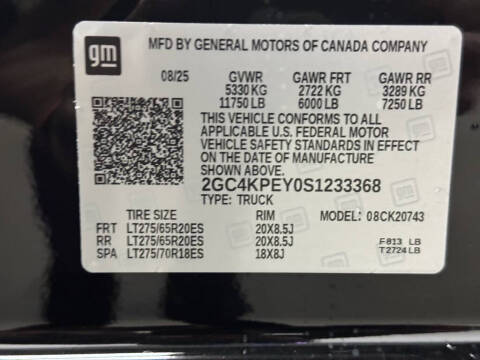 gm
MFD BY GENERAL MOTORS OF CANADA COMPANY
08/25 GVWR GAWR FRT GAWR RR
5330 KG 2722 KG 3289 KG
11750 LB 6000 LB 7250 LB
THIS VEHICLE CONFORMS TO ALL
APPLICABLE U.S. FEDERAL MOTOR
VEHICLE SAFETY STANDARDS IN EFFECT
ON THE DATE OF MANUFACTURE
SHOWN ABOVE.
2GC4KPEY0S1233368
TYPE: TRUCK
TIRE SIZE RIM MODEL: 08CK20743
FRT LT275/65R20ES 20X8.5J
RR LT275/65R20ES 20X8.5J F813 LB
SPA LT275/70R18ES 18X8J T2724LB